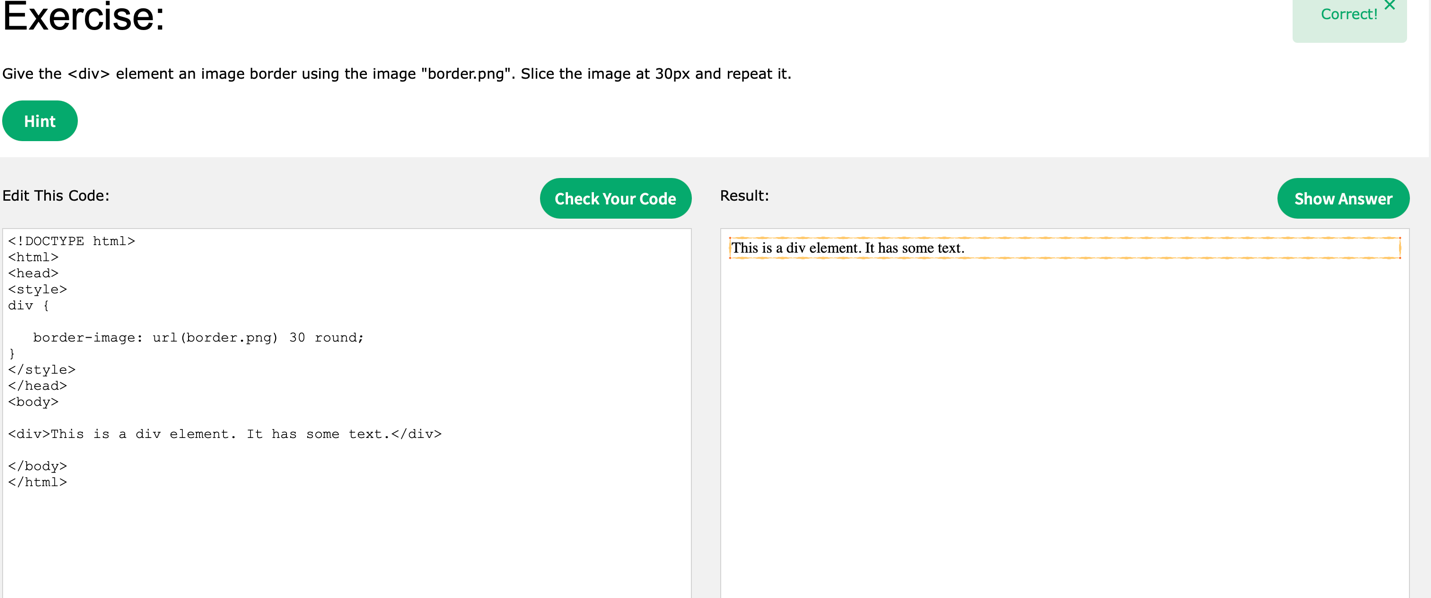 Exercise:
Correct! ×
Give the <div> element an image border using the image "border.png". Slice the image at 30px and repeat it.
Hint
Edit This Code:
Check Your Code
<!DOCTYPE html>
<html>
<head>
<style>
div {
   border-image: url(border.png) 30 round;
}
</style>
</head>
<body>
<div>This is a div element. It has some text.</div>
</body>
</html>
Result:
Show Answer
This is a div element. It has some text.